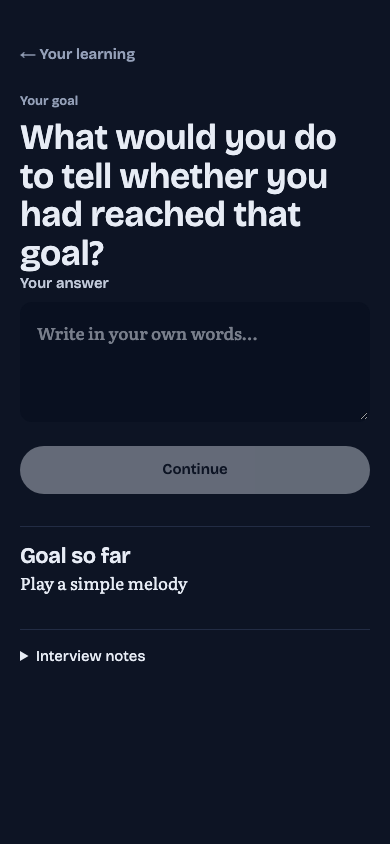 ← Your learning
Your goal
What would you do
to tell whether you
had reached that
goal?
Your answer
Write in your own words...
Continue
Goal so far
Play a simple melody
▶ Interview notes